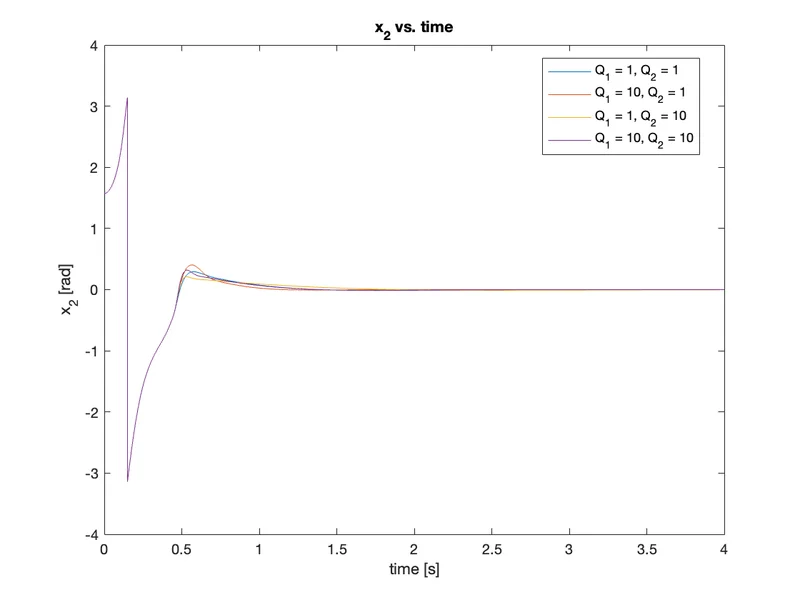 x₂ vs. time
Q₁ = 1, Q₂ = 1
Q₁ = 10, Q₂ = 1
Q₁ = 1, Q₂ = 10
Q₁ = 10, Q₂ = 10
4
3
2
1
0
-1
-2
-3
-4
x₂ [rad]
0 0.5 1 1.5 2 2.5 3 3.5 4
time [s]